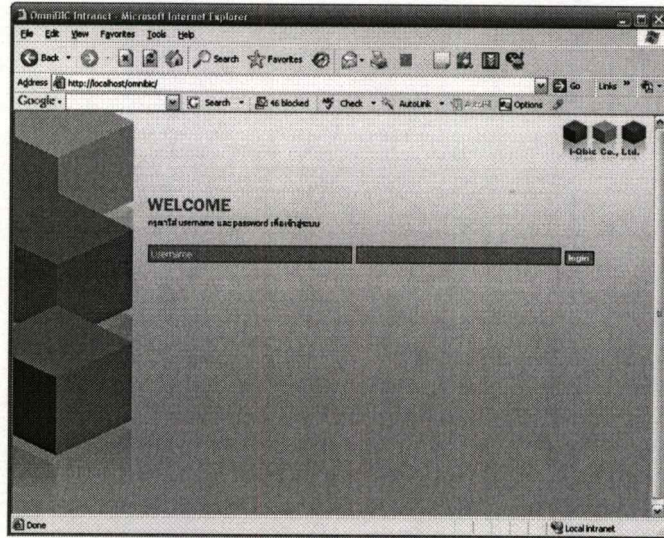 OmniBIC Intranet - Microsoft Internet Explorer
File Edit View Favorites Tools Help
Back Search Favorites
Address http://localhost/omnibic/ Go Links »
Google Search 46 blocked Check AutoLink AutoFill Options
i-Qbic Co., Ltd.
WELCOME
กรุณาใส่ username และ password เพื่อเข้าสู่ระบบ
Username login
Done Local intranet